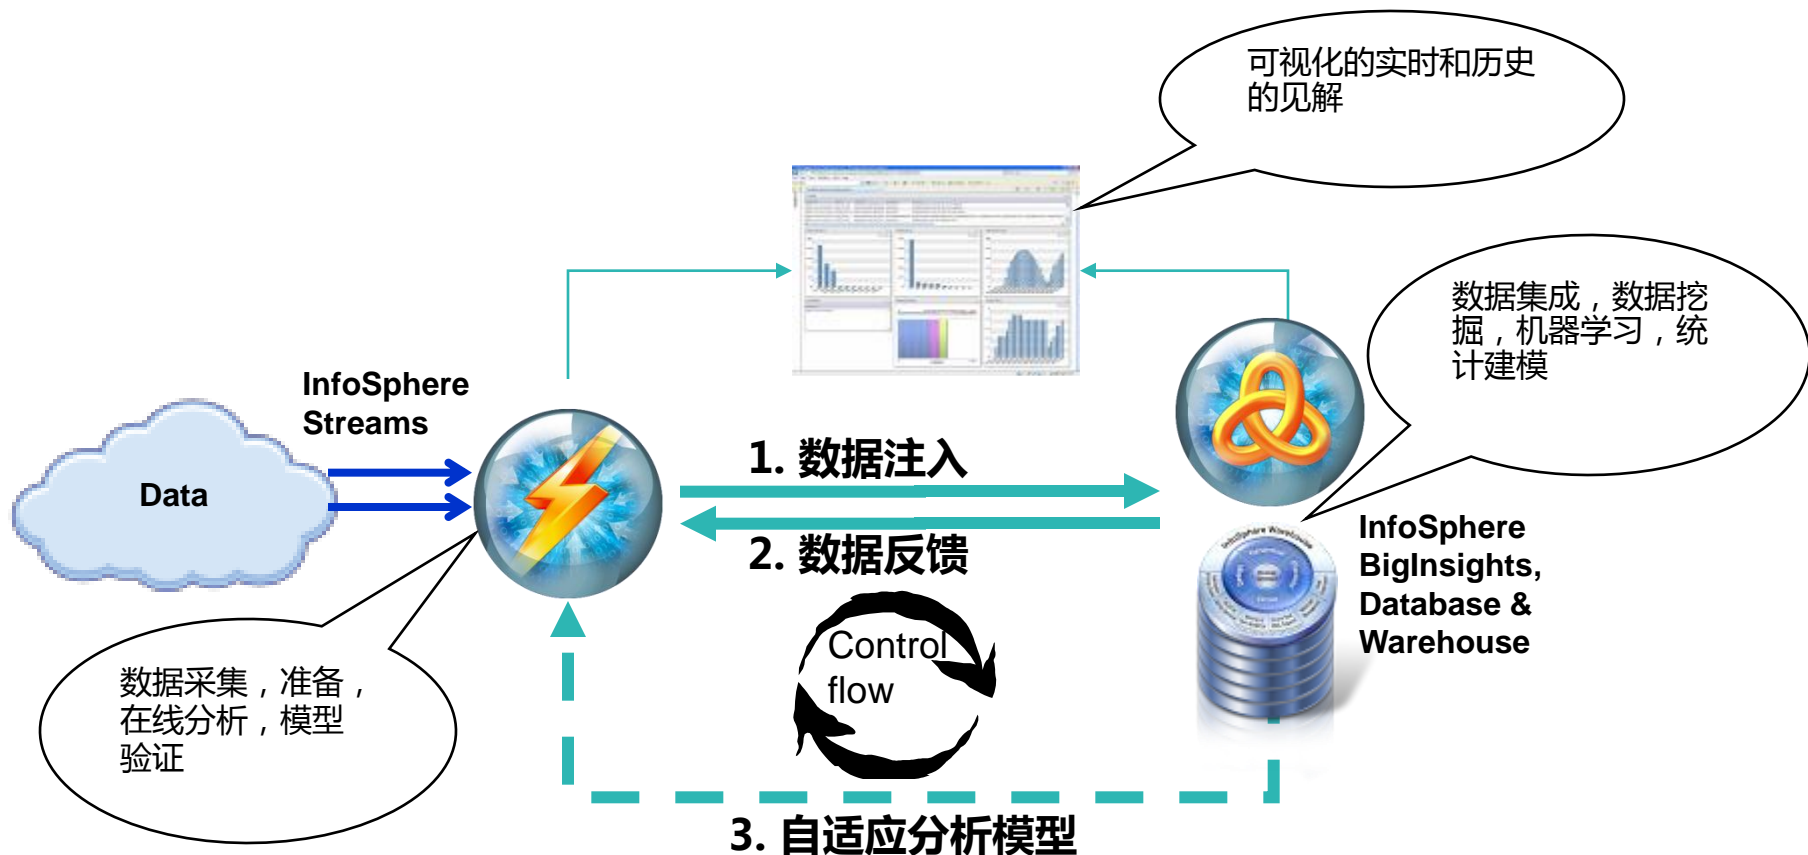 可视化的实时和历史
的见解
数据集成，数据挖
掘，机器学习，统
计建模
InfoSphere
Streams
Data
1. 数据注入
2. 数据反馈
InfoSphere
BigInsights,
Database &
Warehouse
InfoSphere Warehouse
Control
flow
数据采集，准备，
在线分析，模型
验证
3. 自适应分析模型